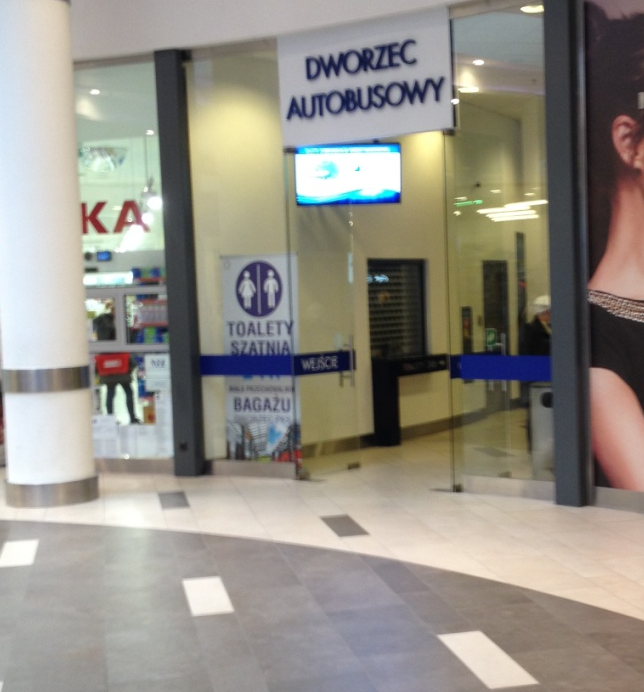 DWORZEC
AUTOBUSOWY
KA
TOALETY
SZATNIA
WEJŚCIE
BAGAŻU